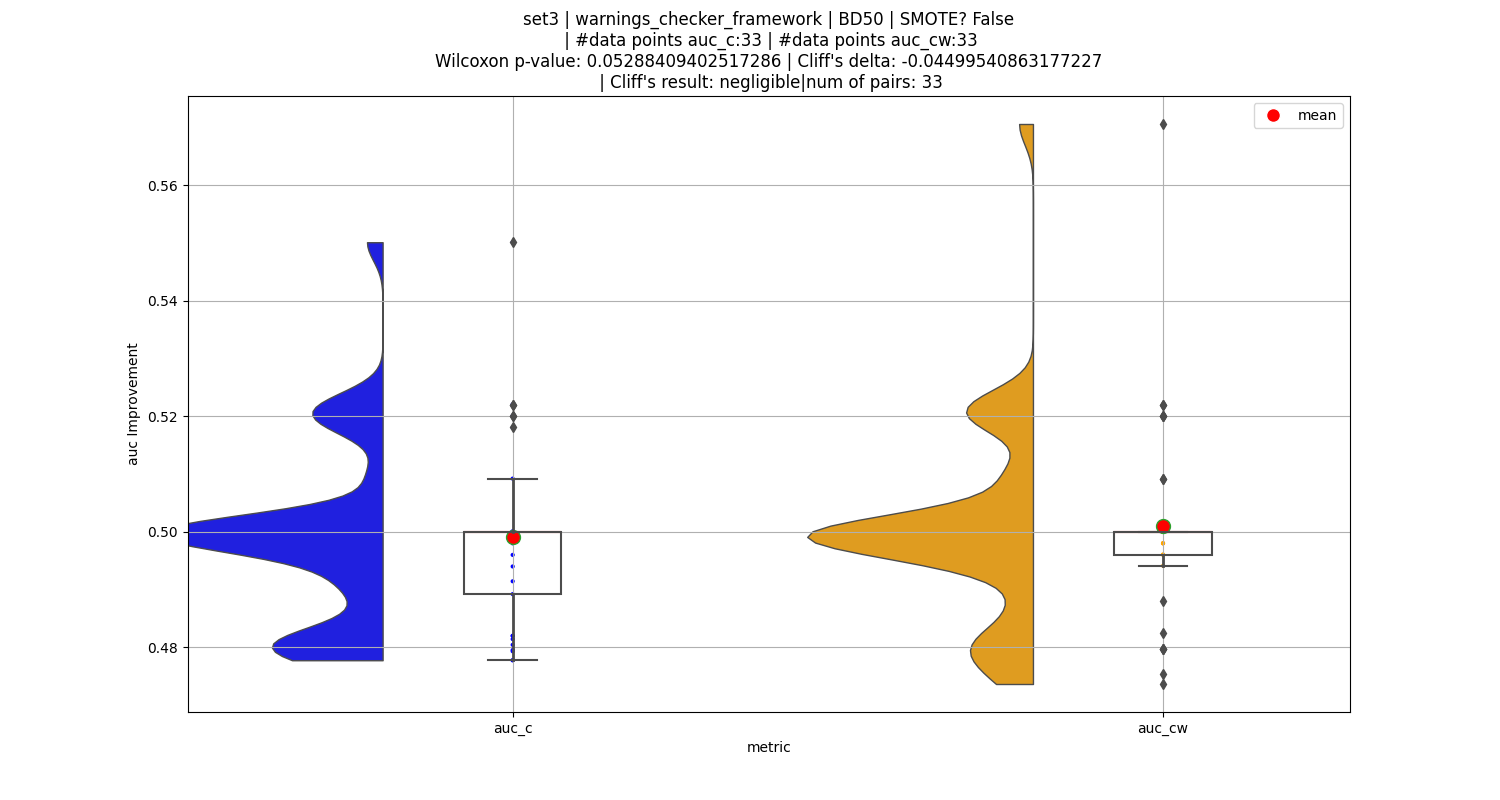 set3 | warnings_checker_framework | BD50 | SMOTE? False
| #data points auc_c:33 | #data points auc_cw:33
Wilcoxon p-value: 0.05288409402517286 | Cliff's delta: -0.04499540863177227
| Cliff's result: negligible|num of pairs: 33
mean
0.56
0.54
0.52
0.50
0.48
auc Improvement
auc_c
auc_cw
metric